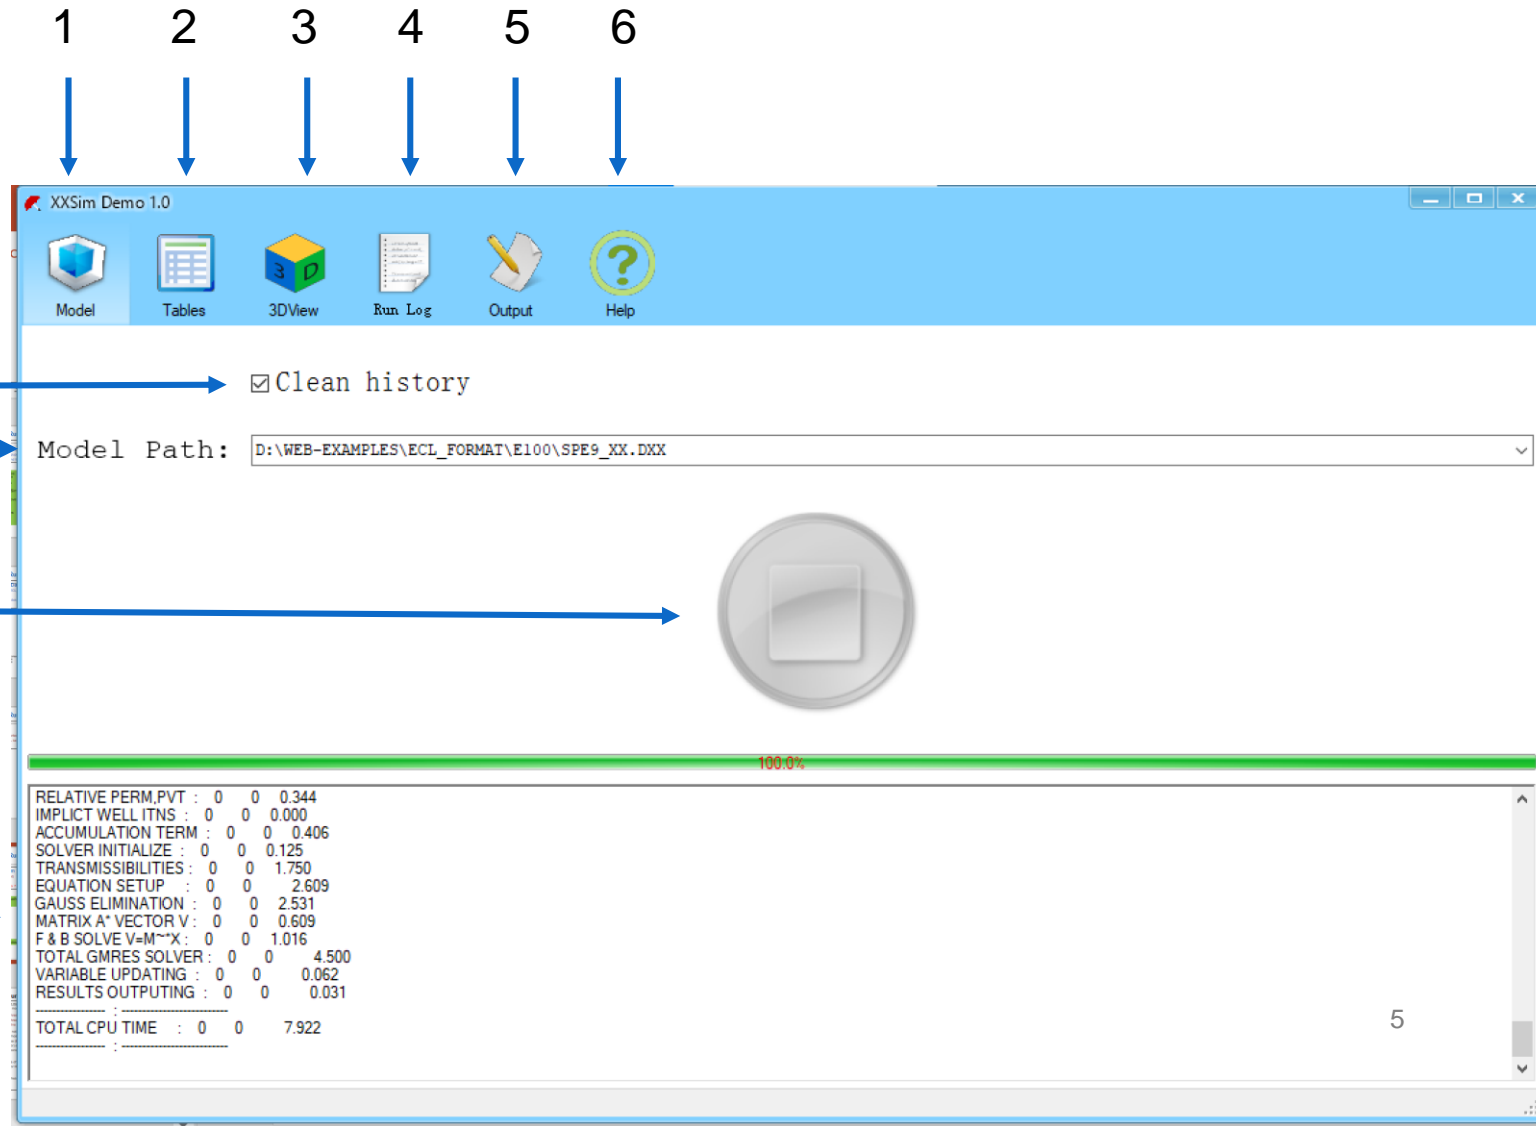 1 2 3 4 5 6
XXSim Demo 1.0
3 D
Model Tables 3DView Run Log Output Help
Clean history
Model Path: D:\WEB-EXAMPLES\ECL_FORMAT\E100\SPE9_XX.DXX
100.0%
RELATIVE PERM,PVT : 0 0 0.344
IMPLICT WELL ITNS : 0 0 0.000
ACCUMULATION TERM : 0 0 0.406
SOLVER INITIALIZE : 0 0 0.125
TRANSMISSIBILITIES : 0 0 1.750
EQUATION SETUP : 0 0 2.609
GAUSS ELIMINATION : 0 0 2.531
MATRIX A* VECTOR V : 0 0 0.609
F & B SOLVE V=M~*X : 0 0 1.016
TOTAL GMRES SOLVER : 0 0 4.500
VARIABLE UPDATING : 0 0 0.062
RESULTS OUTPUTING : 0 0 0.031
----------------- : --------------------------
TOTAL CPU TIME : 0 0 7.922
----------------- : --------------------------
5